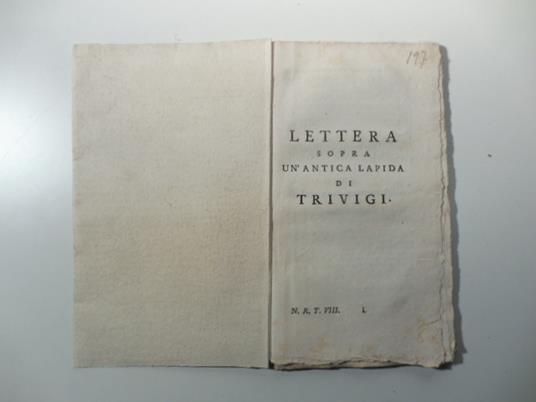 197
LETTERA
SOPRA
UN'ANTICA LAPIDA
DI
TRIVIGI.
N. R. T. VIII. I.